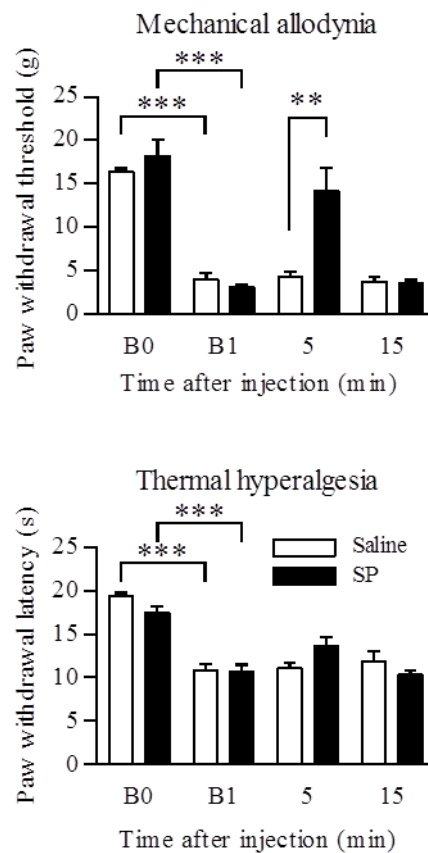 Mechanical allodynia
Paw withdrawal threshold (g)
25
20
15
10
5
0
***
***
**
B0 B1 5 15
Time after injection (min)
Thermal hyperalgesia
Paw withdrawal latency (s)
25
20
15
10
5
0
***
***
Saline
SP
B0 B1 5 15
Time after injection (min)